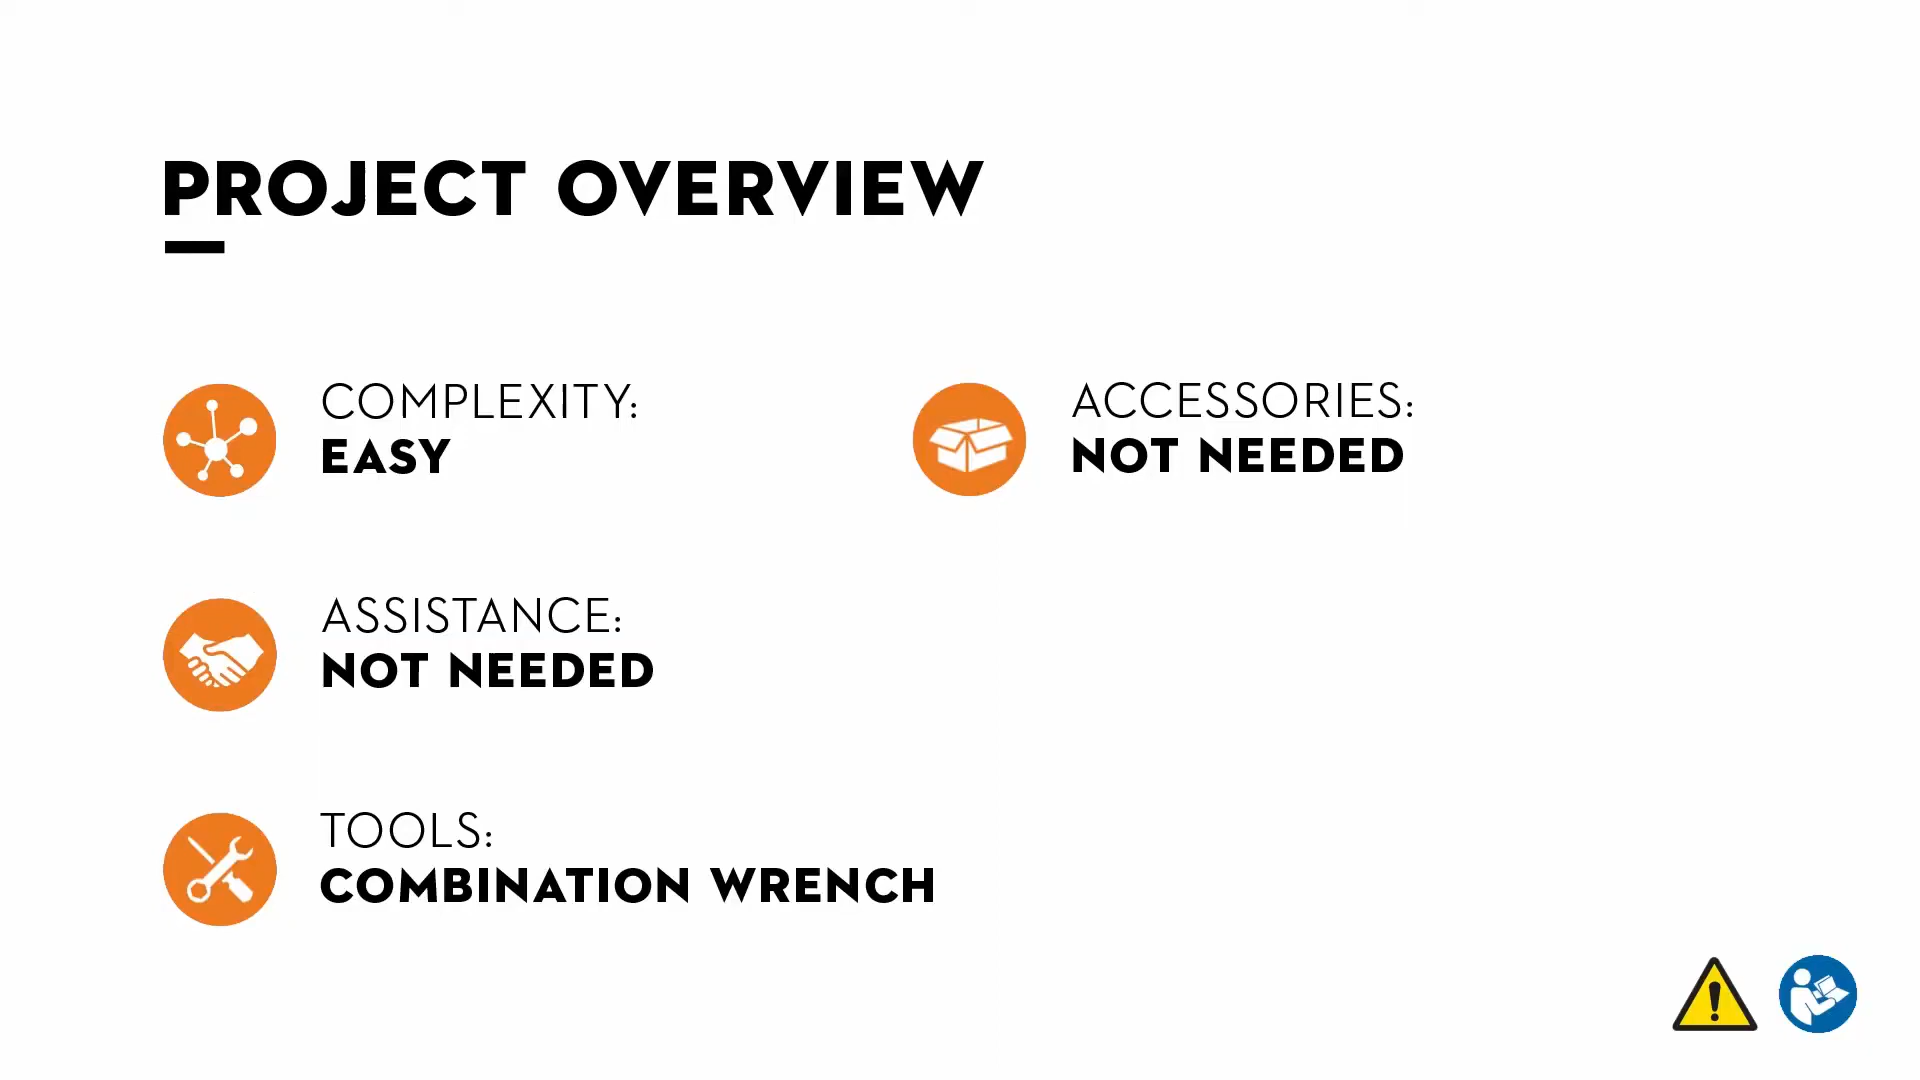 PROJECT OVERVIEW
COMPLEXITY:
EASY
ACCESSORIES:
NOT NEEDED
ASSISTANCE:
NOT NEEDED
TOOLS:
COMBINATION WRENCH